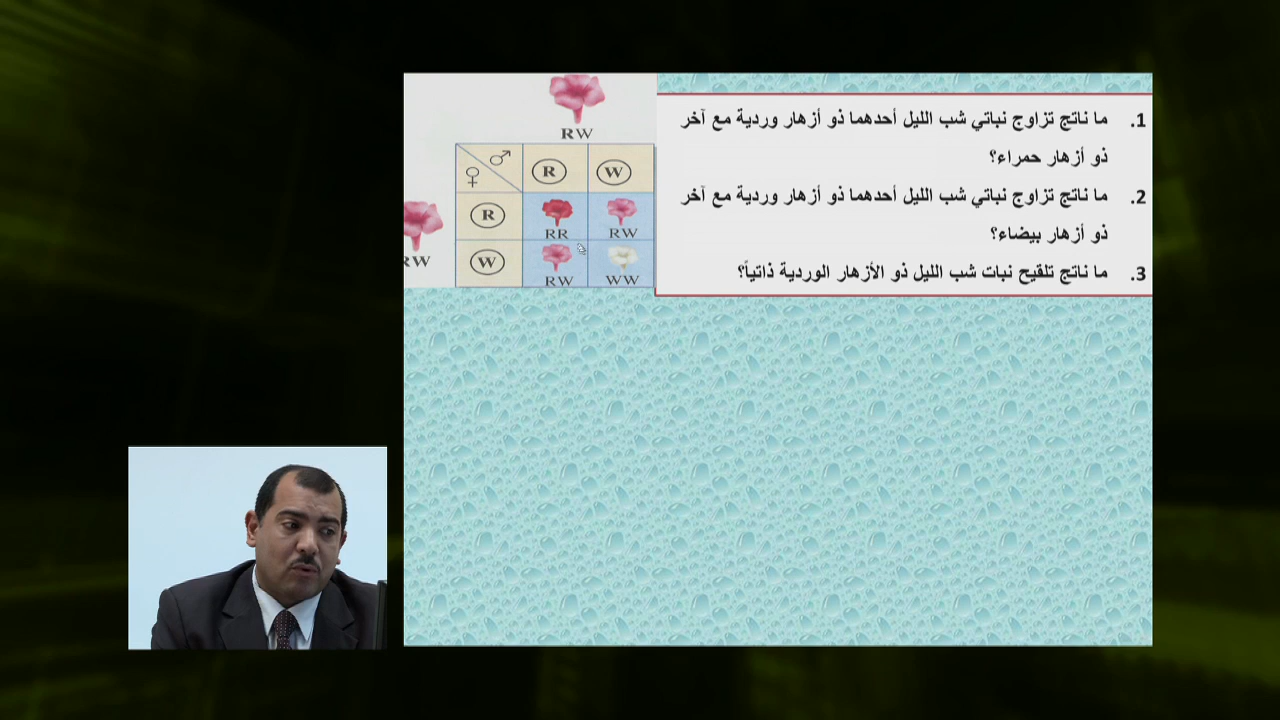 1. ما ناتج تزاوج نباتي شب الليل أحدهما ذو أزهار وردية مع آخر
ذو أزهار حمراء؟
2. ما ناتج تزاوج نباتي شب الليل أحدهما ذو أزهار وردية مع آخر
ذو أزهار بيضاء؟
3. ما ناتج تلقيح نبات شب الليل ذو الأزهار الوردية ذاتياً؟
RW
♂ ♀ R W
R
RR RW
RW
W
RW WW